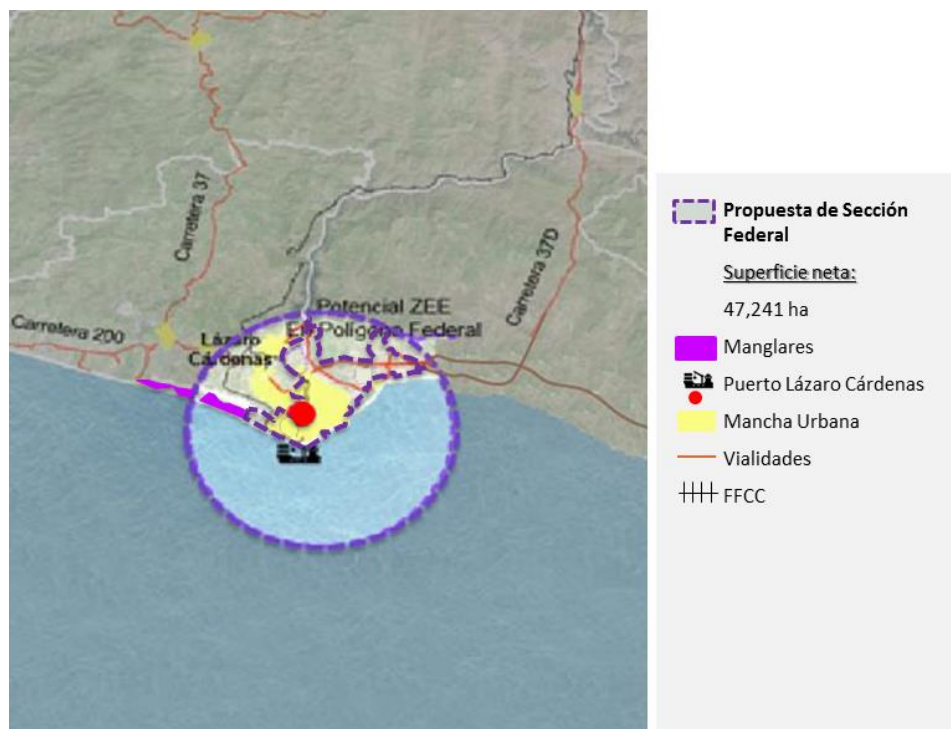 Carretera 37
Carretera 37D
Carretera 200
Potencial ZEE
En Polígono Federal
Lázaro
Cárdenas
Propuesta de Sección
Federal
Superficie neta:
47,241 ha
Manglares
Puerto Lázaro Cárdenas
Mancha Urbana
Vialidades
FFCC